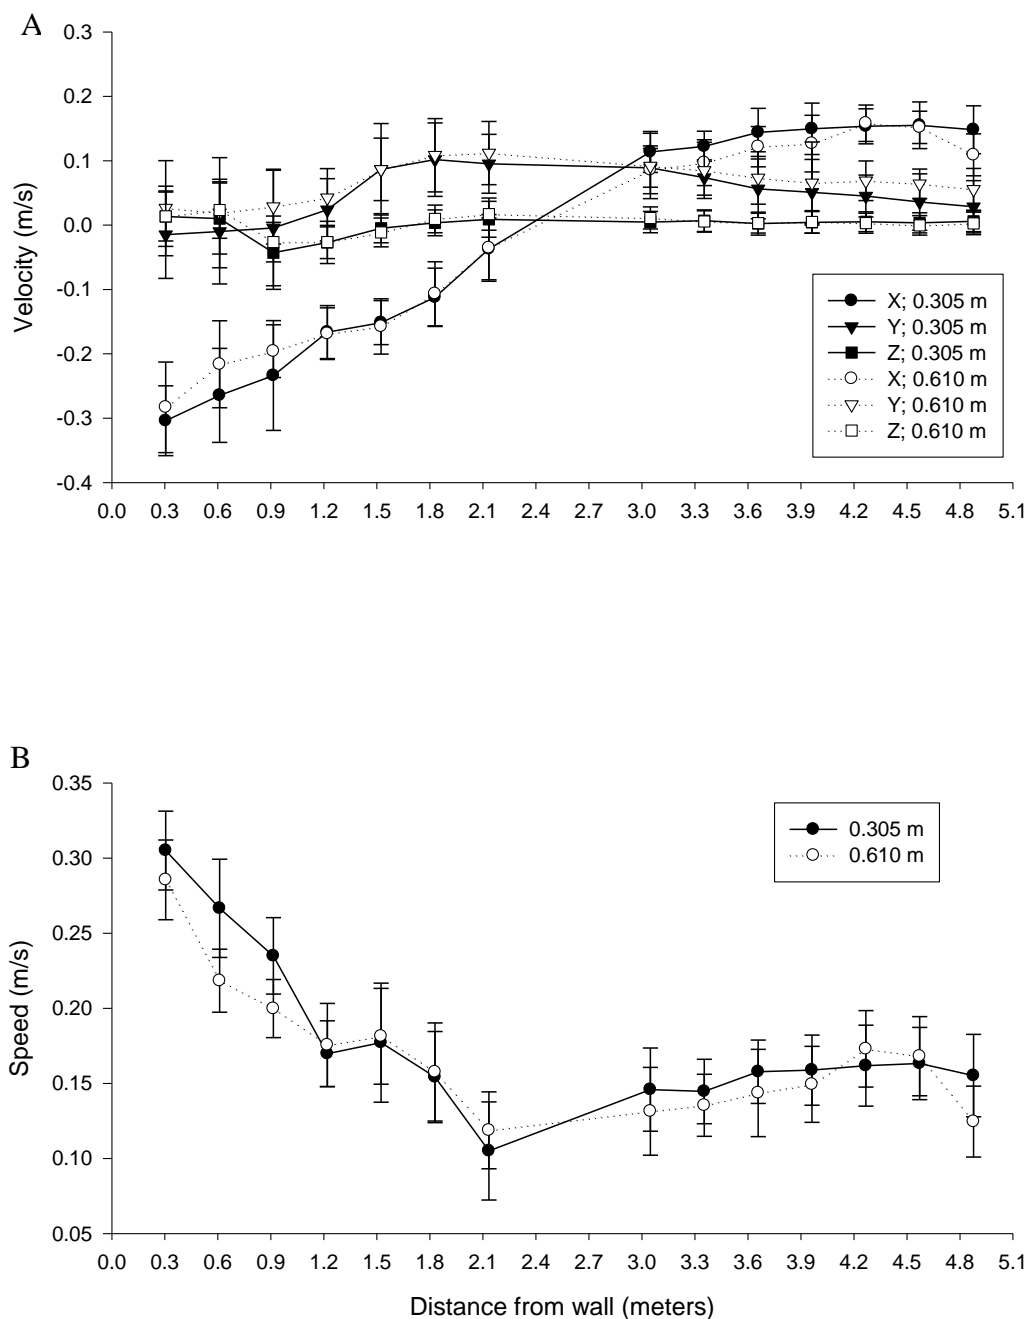 A
0.3
0.2
0.1
0.0
-0.1
-0.2
-0.3
-0.4
Velocity (m/s)
X; 0.305 m
Y; 0.305 m
Z; 0.305 m
X; 0.610 m
Y; 0.610 m
Z; 0.610 m
0.0 0.3 0.6 0.9 1.2 1.5 1.8 2.1 2.4 2.7 3.0 3.3 3.6 3.9 4.2 4.5 4.8 5.1
B
0.35
0.30
0.25
0.20
0.15
0.10
0.05
Speed (m/s)
0.305 m
0.610 m
0.0 0.3 0.6 0.9 1.2 1.5 1.8 2.1 2.4 2.7 3.0 3.3 3.6 3.9 4.2 4.5 4.8 5.1
Distance from wall (meters)